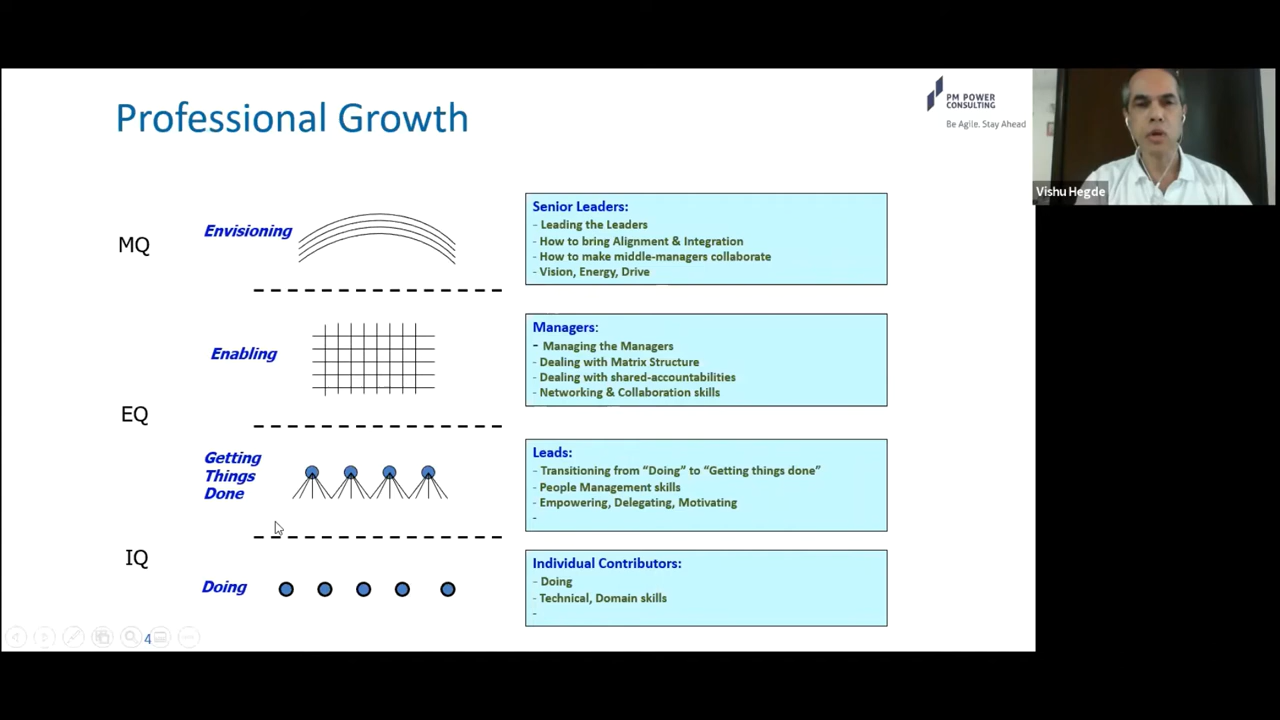 Professional Growth
PM POWER
CONSULTING
Be Agile. Stay Ahead
Vishu Hegde
MQ
Envisioning
Senior Leaders:
- Leading the Leaders
- How to bring Alignment & Integration
- How to make middle-managers collaborate
- Vision, Energy, Drive
Enabling
Managers:
- Managing the Managers
- Dealing with Matrix Structure
- Dealing with shared-accountabilities
- Networking & Collaboration skills
EQ
Getting
Things
Done
Leads:
- Transitioning from “Doing” to “Getting things done”
- People Management skills
- Empowering, Delegating, Motivating
-
IQ
Doing
Individual Contributors:
- Doing
- Technical, Domain skills
-
4